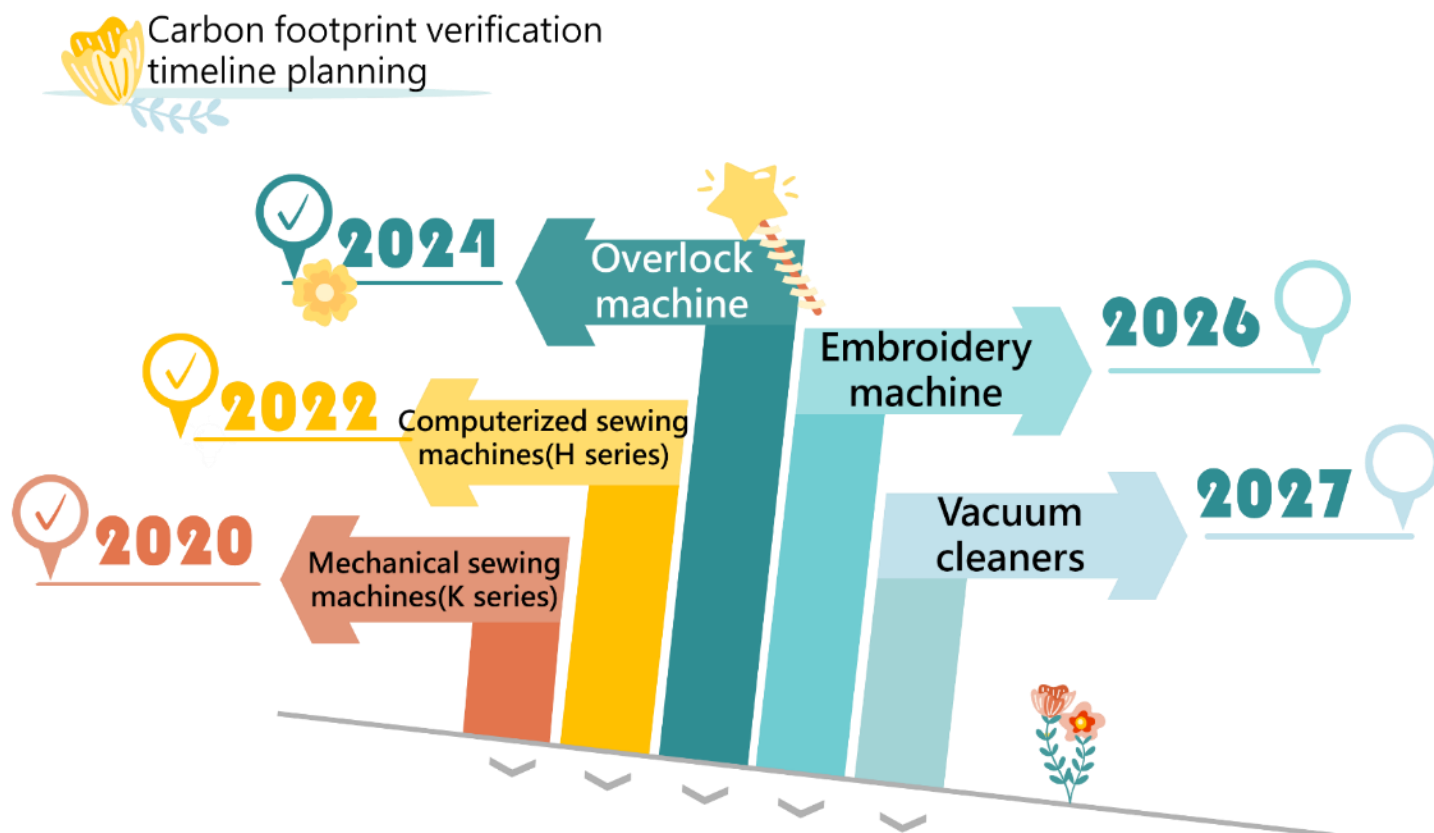 Carbon footprint verification
timeline planning
2024
Overlock
machine
2026
Embroidery
machine
2022
Computerized sewing
machines(H series)
2027
Vacuum
cleaners
2020
Mechanical sewing
machines(K series)